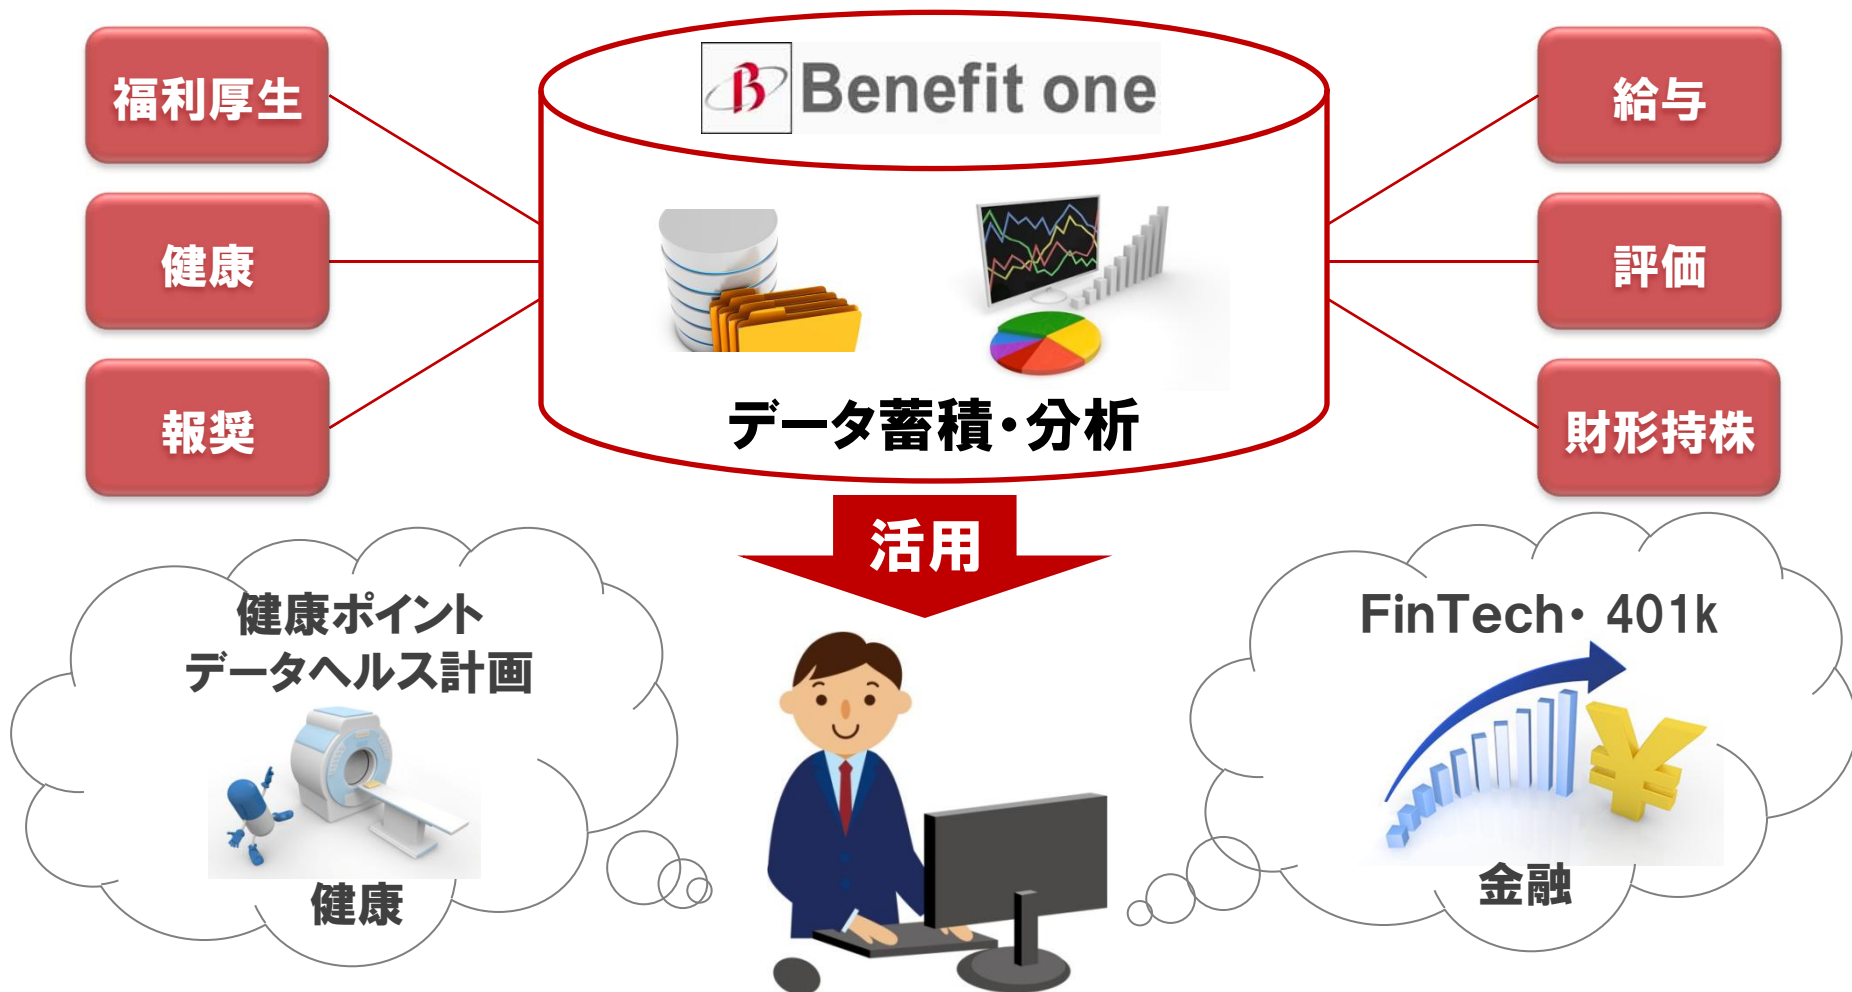 Benefit one
福利厚生
健康
報奨
給与
評価
財形持株
データ蓄積・分析
活用
健康ポイント
データヘルス計画
健康
FinTech・ 401k
金融